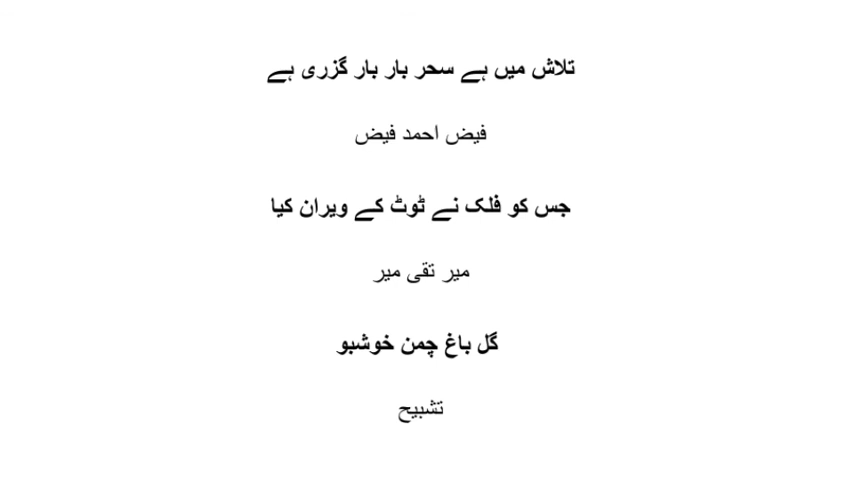 تلاش میں ہے سحر بار بار گزری ہے
فیض احمد فیض
جس کو فلک نے ٹوٹ کے ویران کیا
میر تقی میر
گل باغ چمن خوشبو
تشبیح